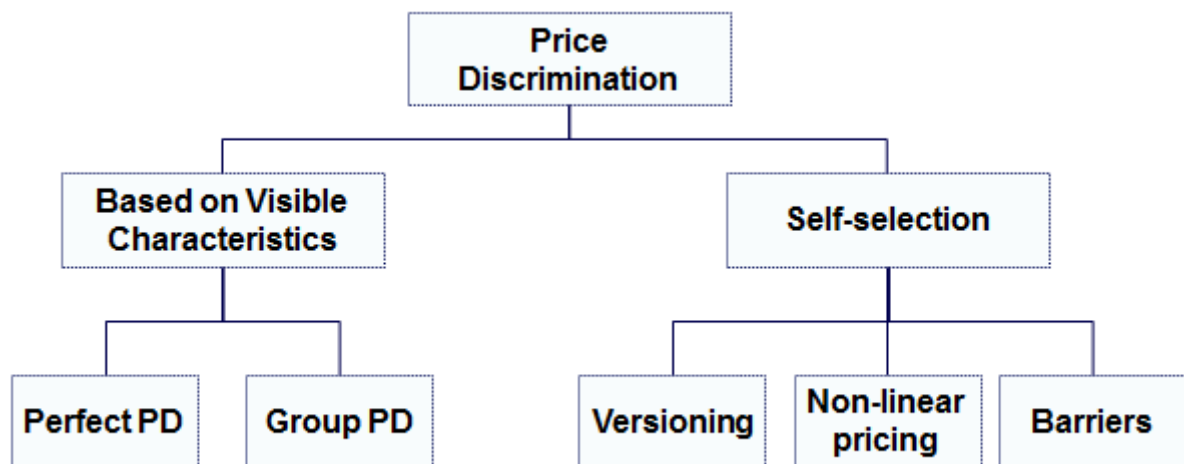 Price
Discrimination
Based on Visible
Characteristics
Self-selection
Perfect PD
Group PD
Versioning
Non-linear
pricing
Barriers